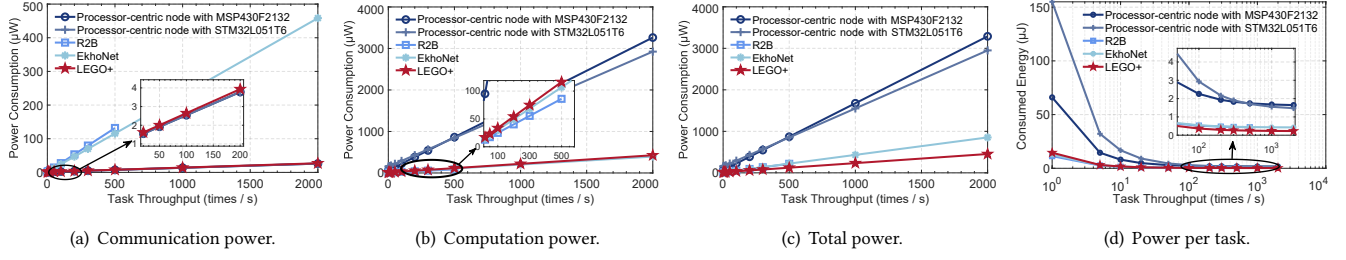 500
400
300
200
100
0
0
500
1000
1500
2000
Power Consumption (μW)
Task Throughput (times / s)
Processor-centric node with MSP430F2132
Processor-centric node with STM32L051T6
R2B
EkhoNet
LEGO+
4
3
2
1
50
100
150
200
(a) Communication power.
4000
3000
2000
1000
0
0
500
1000
1500
2000
Power Consumption (μW)
Task Throughput (times / s)
Processor-centric node with MSP430F2132
Processor-centric node with STM32L051T6
R2B
EkhoNet
LEGO+
100
50
0
100
300
500
(b) Computation power.
4000
3000
2000
1000
0
0
500
1000
1500
2000
Power Consumption (μW)
Task Throughput (times / s)
Processor-centric node with MSP430F2132
Processor-centric node with STM32L051T6
R2B
EkhoNet
LEGO+
(c) Total power.
150
100
50
0
10⁰
10¹
10²
10³
10⁴
Consumed Energy (μJ)
Task Throughput (times / s)
Processor-centric node with MSP430F2132
Processor-centric node with STM32L051T6
R2B
EkhoNet
LEGO+
4
3
2
1
0
10²
10³
(d) Power per task.